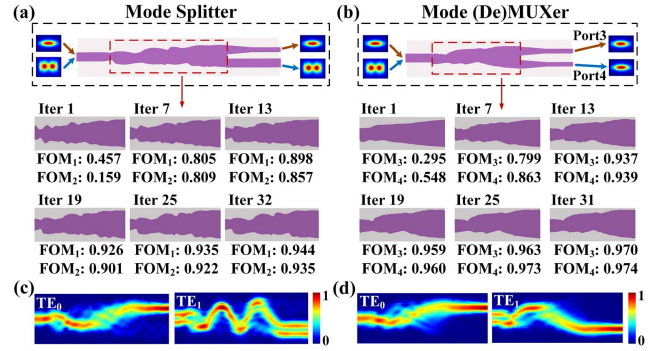 (a) Mode Splitter
Iter 1 Iter 7 Iter 13
FOM₁: 0.457 FOM₁: 0.805 FOM₁: 0.898
FOM₂: 0.159 FOM₂: 0.809 FOM₂: 0.857
Iter 19 Iter 25 Iter 32
FOM₁: 0.926 FOM₁: 0.935 FOM₁: 0.944
FOM₂: 0.901 FOM₂: 0.922 FOM₂: 0.935
(b) Mode (De)MUXer
Port3
Port4
Iter 1 Iter 7 Iter 13
FOM₃: 0.295 FOM₃: 0.799 FOM₃: 0.937
FOM₄: 0.548 FOM₄: 0.863 FOM₄: 0.939
Iter 19 Iter 25 Iter 31
FOM₃: 0.959 FOM₃: 0.963 FOM₃: 0.970
FOM₄: 0.960 FOM₄: 0.973 FOM₄: 0.974
(c) TE₀ TE₁ 1
0
(d) TE₀ TE₁ 1
0